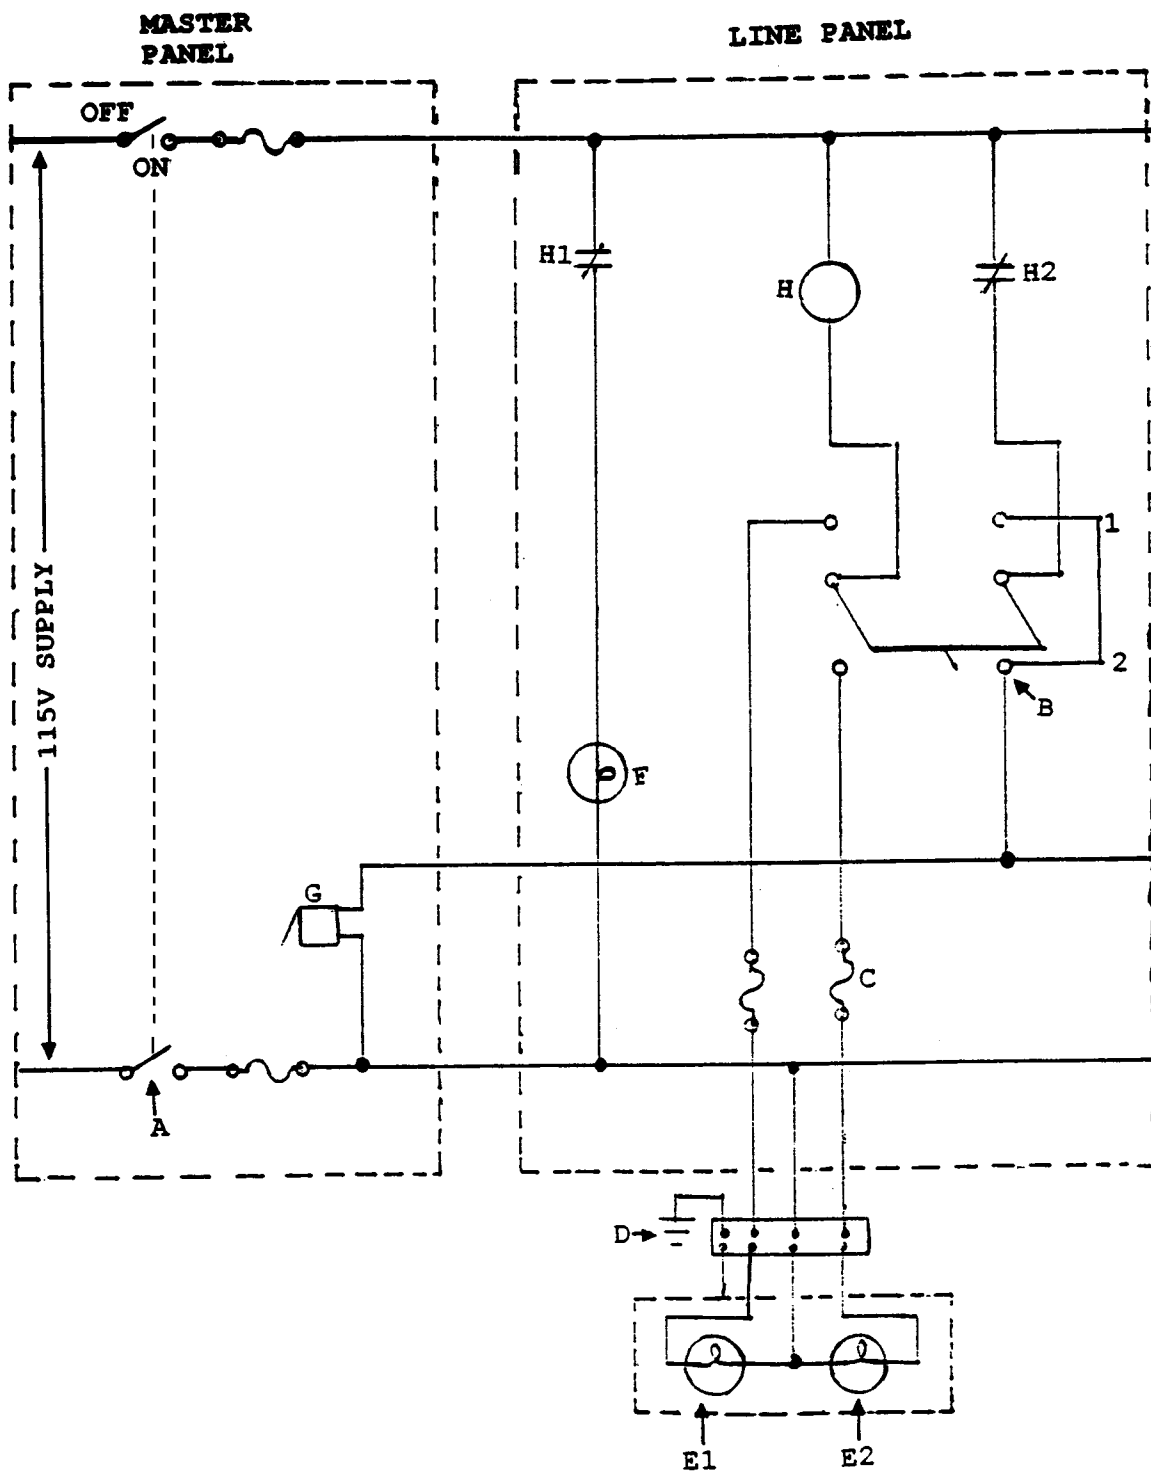 MASTER
PANEL
LINE PANEL
OFF
ON
H1
H
H2
115V SUPPLY
1
2
B
F
G
C
A
D
E1
E2